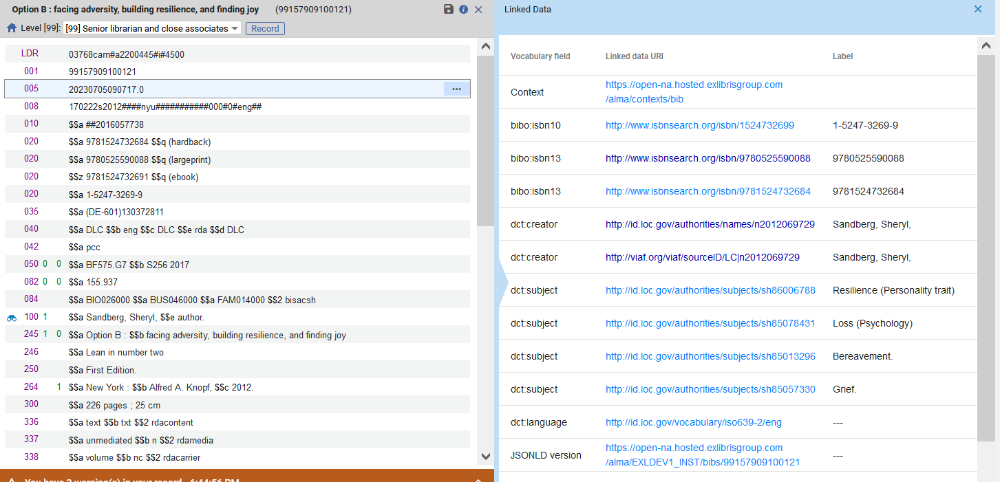 Option B : facing adversity, building resilience, and finding joy (99157909100121)
Level [99]: [99] Senior librarian and close associates Record
LDR 03768cam#a2200445#i#4500
001 99157909100121
005 20230705090717.0 ...
008 170222s2012####nyu###########000#0#eng##
010 $$a ##2016057738
020 $$a 9781524732684 $$q (hardback)
020 $$a 9780525590088 $$q (largeprint)
020 $$z 9781524732691 $$q (ebook)
020 $$a 1-5247-3269-9
035 $$a (DE-601)130372811
040 $$a DLC $$b eng $$c DLC $$e rda $$d DLC
042 $$a pcc
050 0 0 $$a BF575.G7 $$b S256 2017
082 0 0 $$a 155.937
084 $$a BIO026000 $$a BUS046000 $$a FAM014000 $$2 bisacsh
100 1 $$a Sandberg, Sheryl, $$e author.
245 1 0 $$a Option B : $$b facing adversity, building resilience, and finding joy
246 $$a Lean in number two
250 $$a First Edition.
264 1 $$a New York : $$b Alfred A. Knopf, $$c 2012.
300 $$a 226 pages ; 25 cm
336 $$a text $$b txt $$2 rdacontent
337 $$a unmediated $$b n $$2 rdamedia
338 $$a volume $$b nc $$2 rdacarrier
You have 2 warning(s) in your record - 6:44:56 PM
Linked Data
Vocabulary field Linked data URI Label
Context https://open-na.hosted.exlibrisgroup.com
/alma/contexts/bib
bibo:isbn10 http://www.isbnsearch.org/isbn/1524732699 1-5247-3269-9
bibo:isbn13 http://www.isbnsearch.org/isbn/9780525590088 9780525590088
bibo:isbn13 http://www.isbnsearch.org/isbn/9781524732684 9781524732684
dct:creator http://id.loc.gov/authorities/names/n2012069729 Sandberg, Sheryl,
dct:creator http://viaf.org/viaf/sourceID/LC|n2012069729 Sandberg, Sheryl,
dct:subject http://id.loc.gov/authorities/subjects/sh86006788 Resilience (Personality trait)
dct:subject http://id.loc.gov/authorities/subjects/sh85078431 Loss (Psychology)
dct:subject http://id.loc.gov/authorities/subjects/sh85013296 Bereavement.
dct:subject http://id.loc.gov/authorities/subjects/sh85057330 Grief.
dct:language http://id.loc.gov/vocabulary/iso639-2/eng ---
JSONLD version https://open-na.hosted.exlibrisgroup.com
/alma/EXLDEV1_INST/bibs/99157909100121 ---